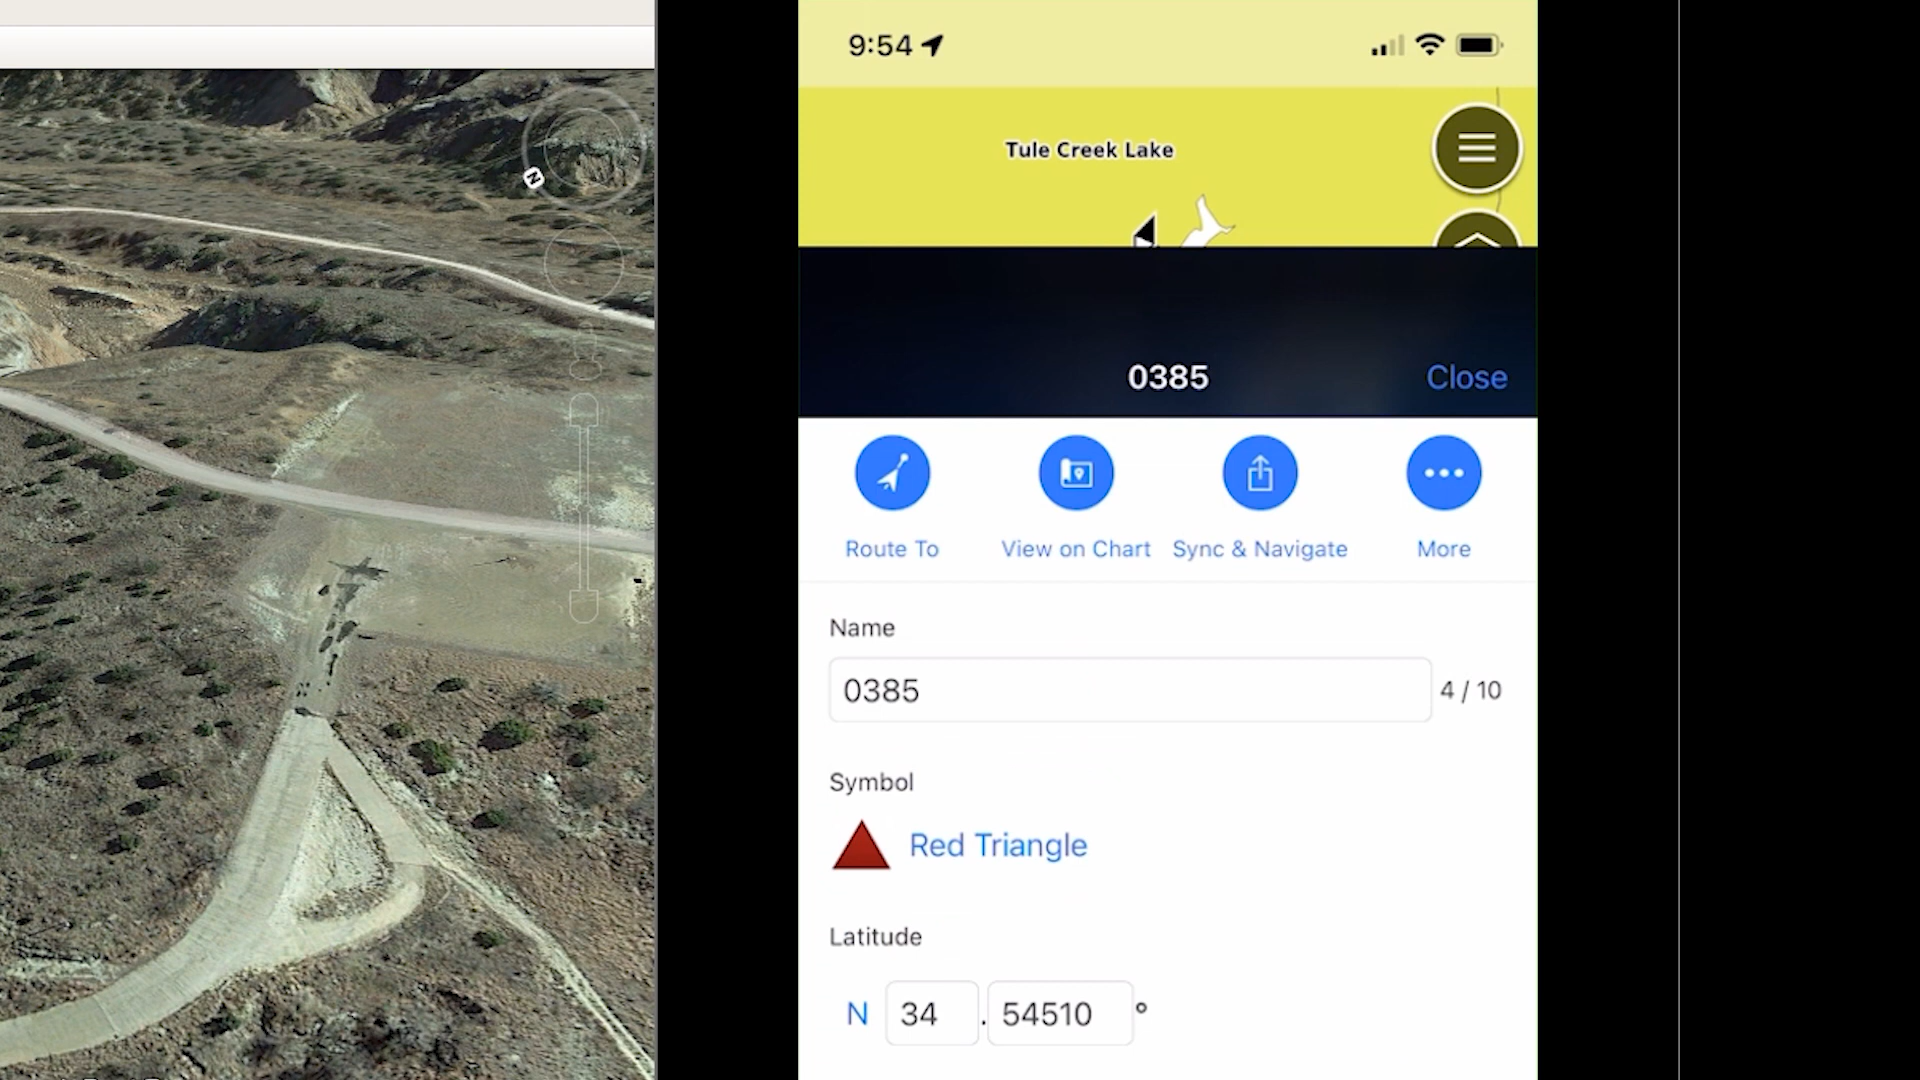 N
9:54
Tule Creek Lake
0385
Close
Route To
View on Chart
Sync & Navigate
More
Name
0385
4 / 10
Symbol
Red Triangle
Latitude
N 34 . 54510 °